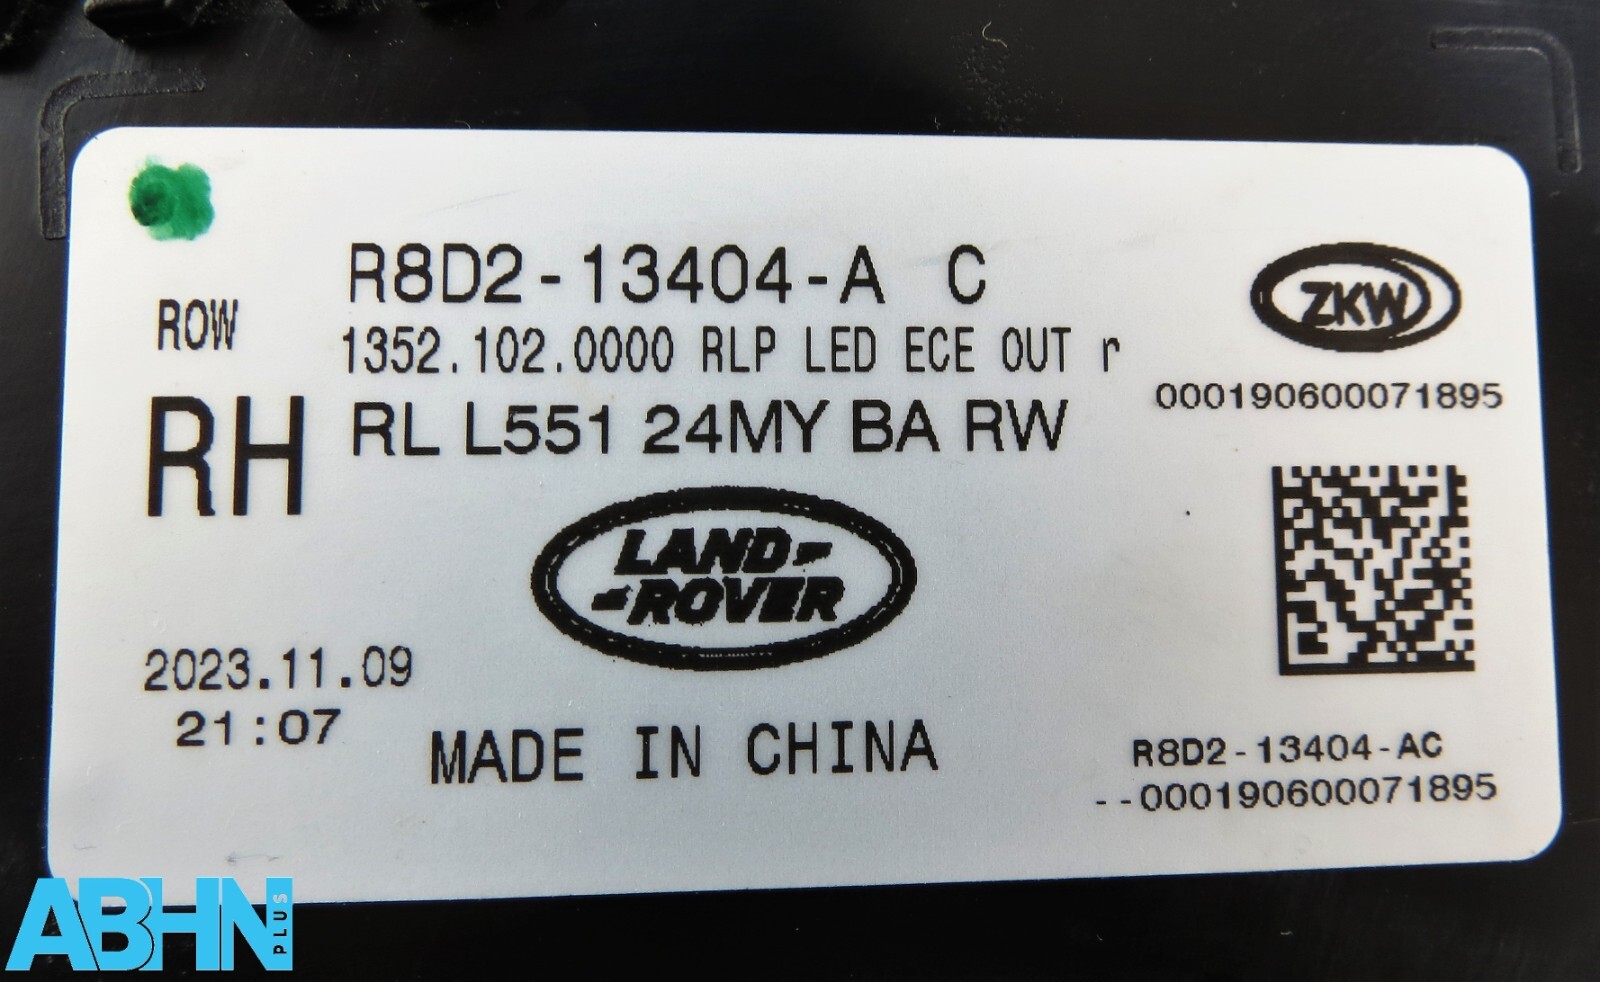 R8D2-13404-A C
ROW
1352.102.0000 RLP LED ECE OUT r
RH
RL L551 24MY BA RW
ZKW
000190600071895
LAND-
-ROVER
2023.11.09
21:07
MADE IN CHINA
R8D2-13404-AC
--000190600071895
ABHN
PLUS